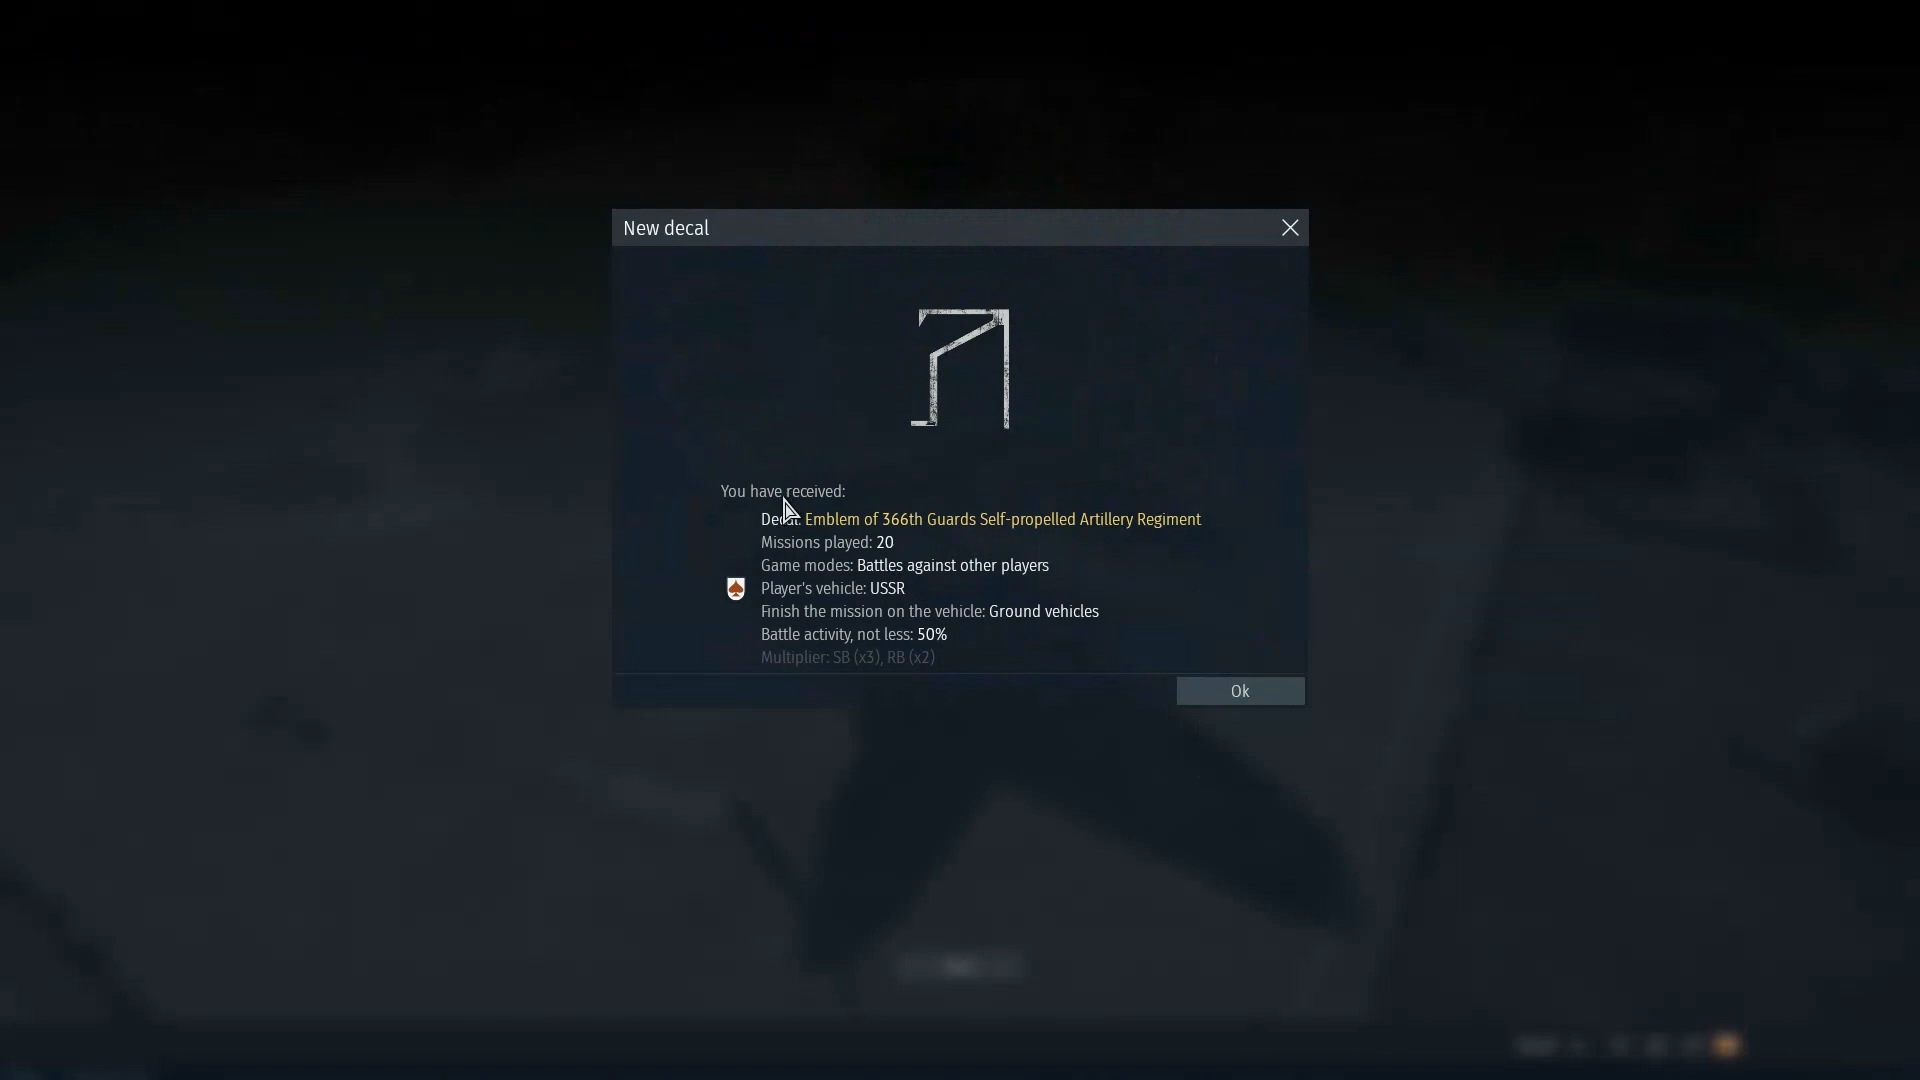 New decal
You have received:
Decal: Emblem of 366th Guards Self-propelled Artillery Regiment
Missions played: 20
Game modes: Battles against other players
Player's vehicle: USSR
Finish the mission on the vehicle: Ground vehicles
Battle activity, not less: 50%
Multiplier: SB (x3), RB (x2)
Ok